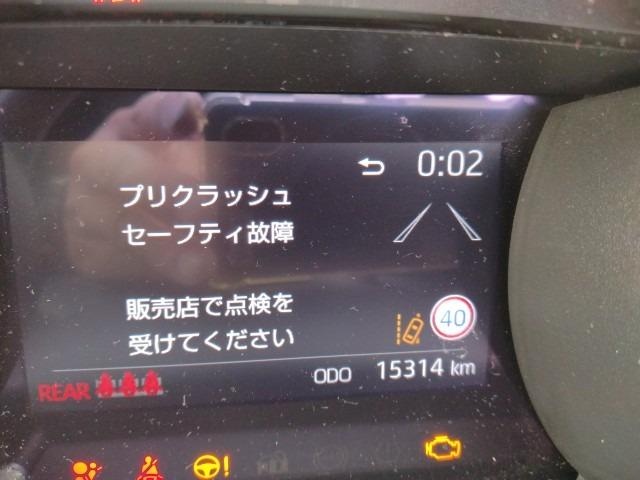 0:02
プリクラッシュ
セーフティ故障
販売店で点検を
受けてください
40
REAR
ODO 15314 km